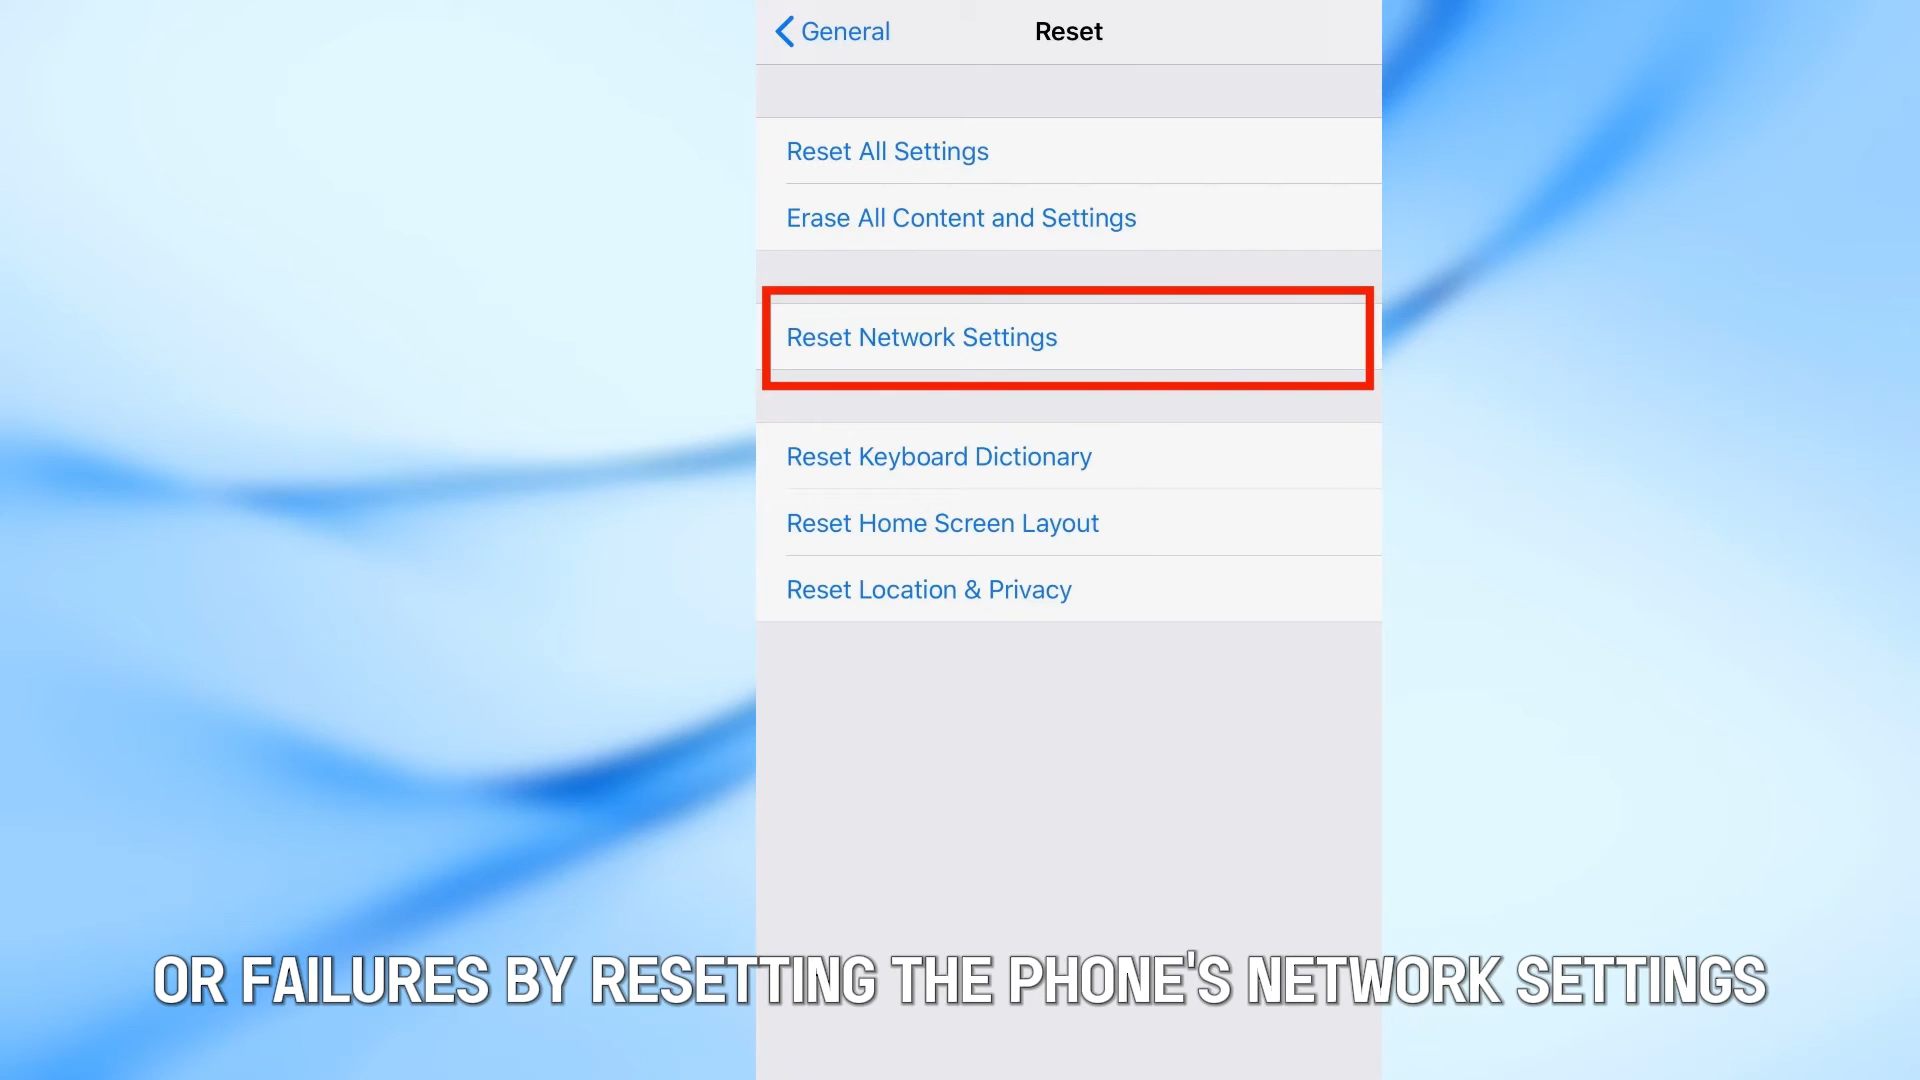 General
Reset
Reset All Settings
Erase All Content and Settings
Reset Network Settings
Reset Keyboard Dictionary
Reset Home Screen Layout
Reset Location & Privacy
OR FAILURES BY RESETTING THE PHONE'S NETWORK SETTINGS